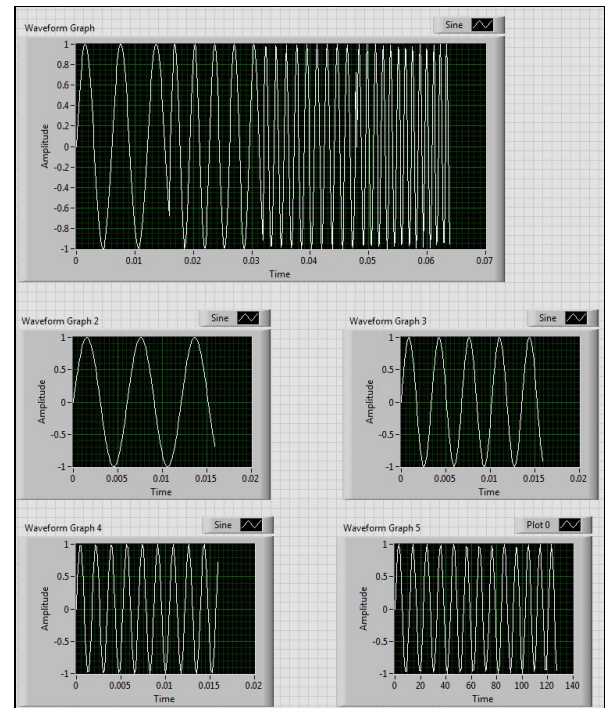 Waveform Graph
Sine
1-
0.8-
0.6-
0.4-
0.2-
0-
-0.2-
-0.4-
-0.6-
-0.8-
-1-
Amplitude
0 0.01 0.02 0.03 0.04 0.05 0.06 0.07
Time
Waveform Graph 2
Sine
1-
0.5-
0-
-0.5-
-1-
Amplitude
0 0.005 0.01 0.015 0.02
Time
Waveform Graph 3
Sine
1-
0.5-
0-
-0.5-
-1-
Amplitude
0 0.005 0.01 0.015 0.02
Time
Waveform Graph 4
Sine
1-
0.5-
0-
-0.5-
-1-
Amplitude
0 0.005 0.01 0.015 0.02
Time
Waveform Graph 5
Plot 0
1-
0.5-
0-
-0.5-
-1-
Amplitude
0 20 40 60 80 100 120 140
Time